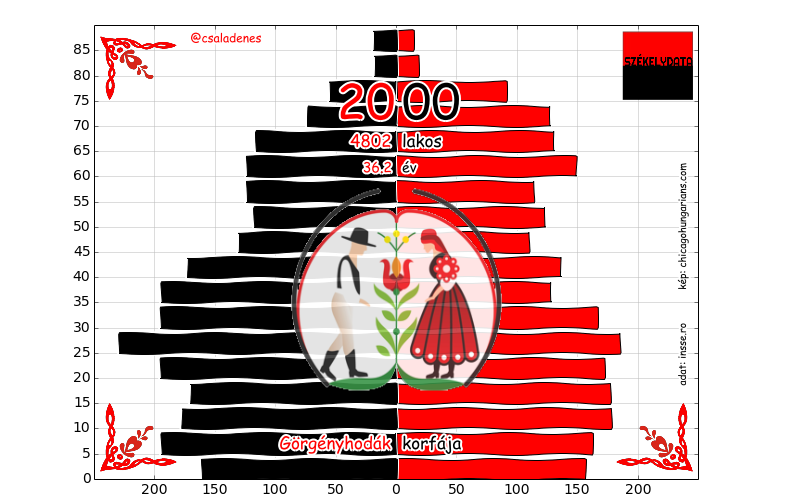 @csaladenes
SZÉKELYDATA
2000
4802 lakos
36.2 év
kép: chicagohungarians.com
adat: insse.ro
Görgényhodák korfája
85
80
75
70
65
60
55
50
45
40
35
30
25
20
15
10
5
0
200 150 100 50 0 50 100 150 200